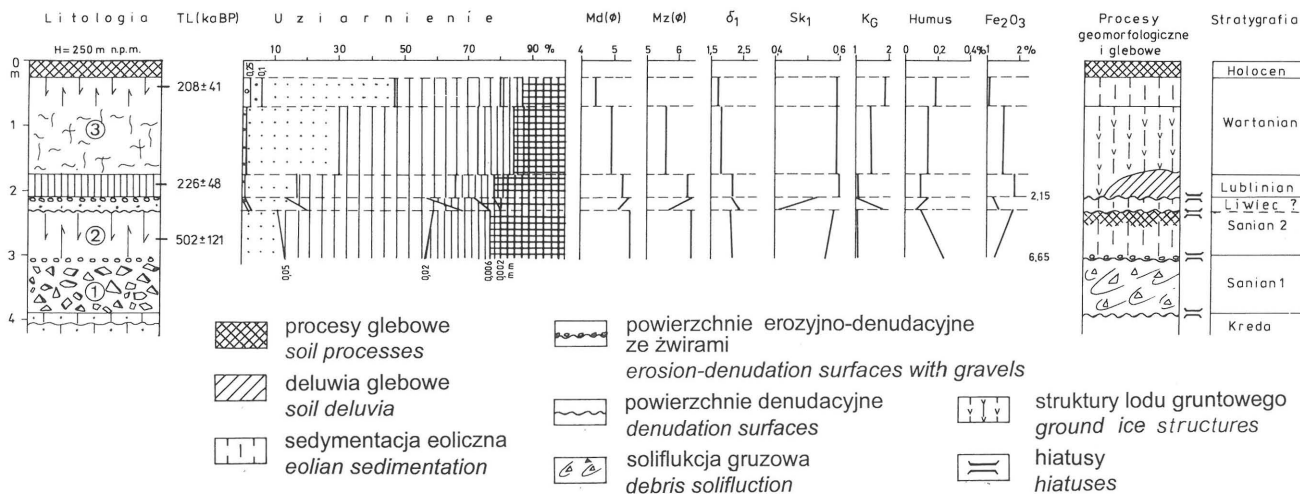 Litologia TL(kaBP) Uziarnieníe Md(ø) Mz(ø) δ1 Sk1 KG Humus Fe2O3 Procesy geomorfologiczne i glebowe Stratygrafia
H=250 m n.p.m. 10 30 50 70 90 % 4 5 5 6 1,5 2,5 0,4 0,6 1 2 0 0,2 0,4% 1 2 %
0
m
0,25
0,1
Holocen
208±41
1
3
Wartanian
2
226±48
2,15
Lublinian
Liwiec ?
2
502±121
Sanian 2
3
6,65
0,05
0,02
0,006
0,002
m
m
1
Sanian 1
4
Kreda
procesy glebowe
soil processes
deluwia glebowe
soil deluvia
sedymentacja eoliczna
eolian sedimentation
powierzchnie erozyjno-denudacyjne
ze żwirami
erosion-denudation surfaces with gravels
powierzchnie denudacyjne
denudation surfaces
soliflukcja gruzowa
debris solifluction
struktury lodu gruntowego
ground ice structures
hiatusy
hiatuses